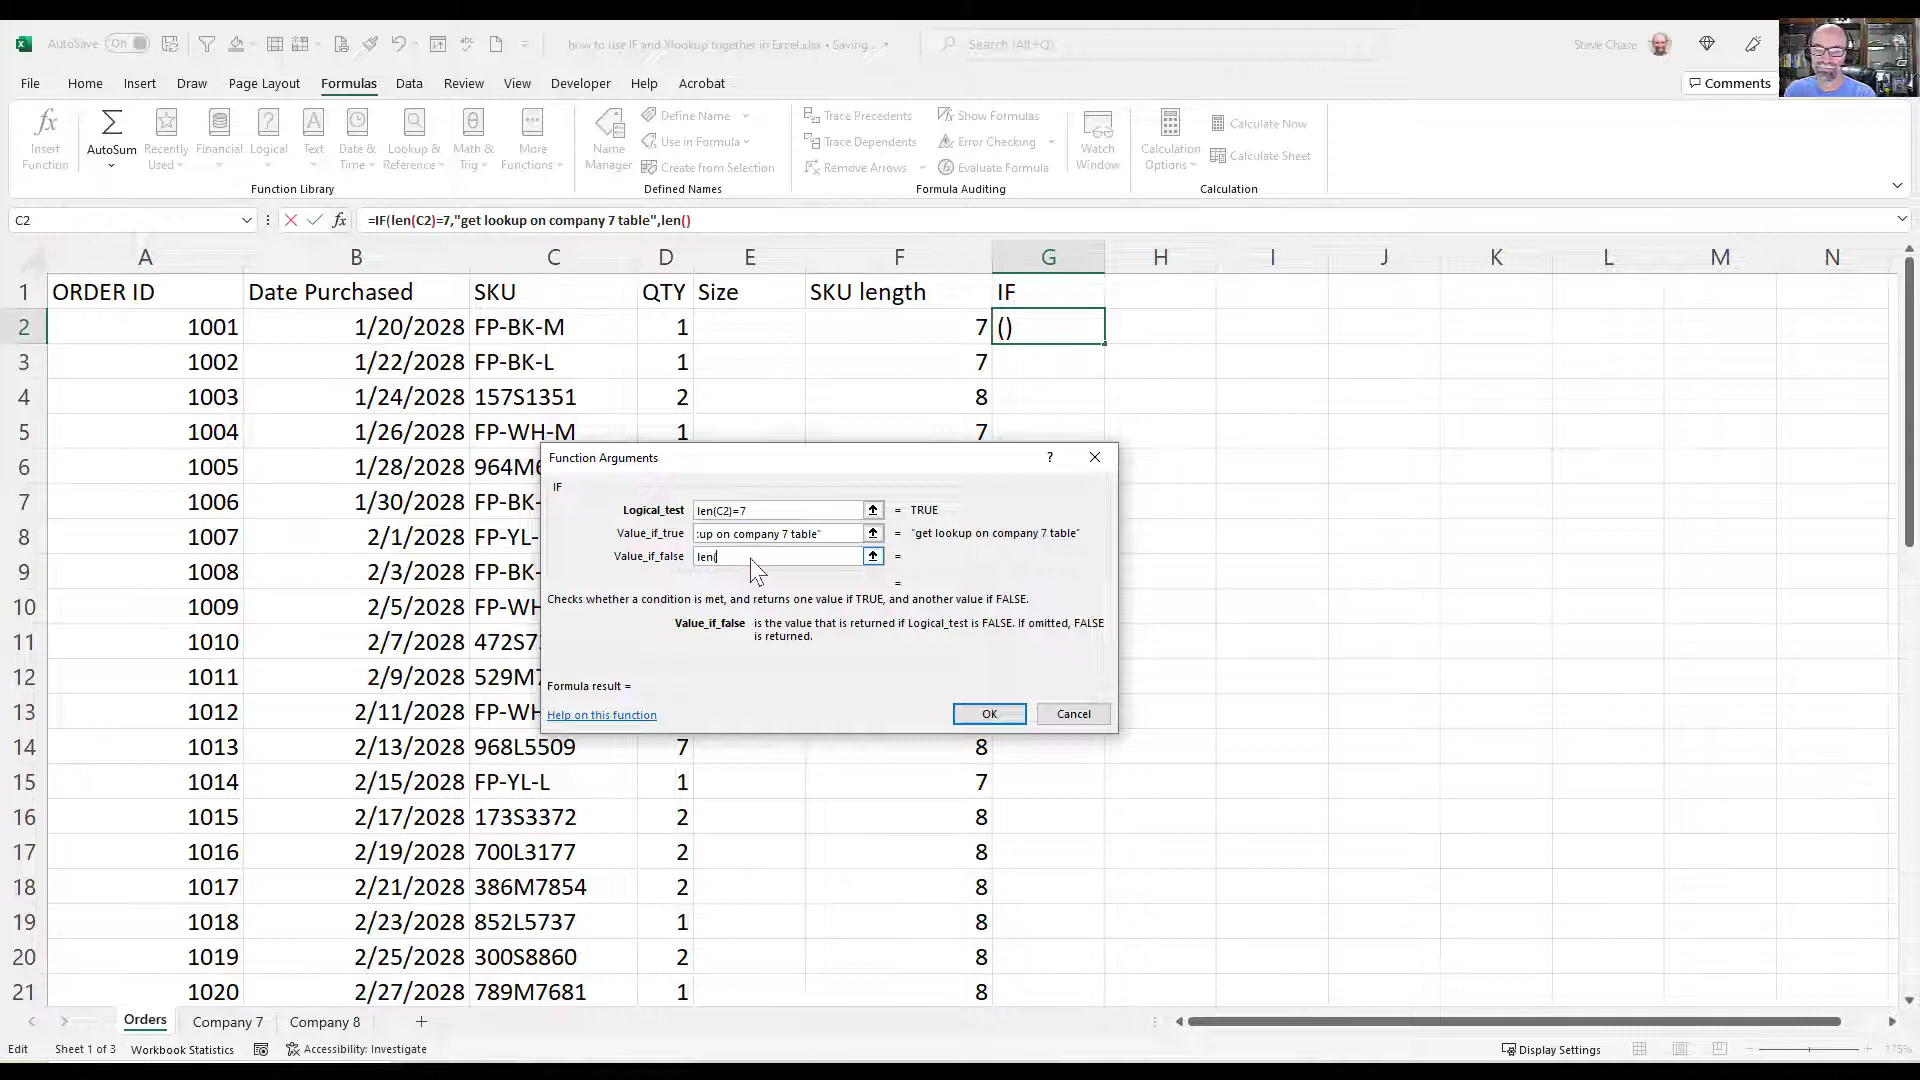 AutoSave On
how to use IF and Xlookup together in Excel.xlsx • Saving...
Search (Alt+Q)
Steve Chase
File Home Insert Draw Page Layout Formulas Data Review View Developer Help Acrobat
Comments
fx Insert Function
AutoSum
Recently Used
Financial
Logical
Text
Date & Time
Lookup & Reference
Math & Trig
More Functions
Name Manager
Define Name
Use in Formula
Create from Selection
Trace Precedents
Trace Dependents
Remove Arrows
Show Formulas
Error Checking
Evaluate Formula
Watch Window
Calculation Options
Calculate Now
Calculate Sheet
Function Library Defined Names Formula Auditing Calculation
C2 fx =IF(len(C2)=7,"get lookup on company 7 table",len()
A B C D E F G H I J K L M N
1 ORDER ID Date Purchased SKU QTY Size SKU length IF
2 1001 1/20/2028 FP-BK-M 1 7 ()
3 1002 1/22/2028 FP-BK-L 1 7
4 1003 1/24/2028 157S1351 2 8
5 1004 1/26/2028 FP-WH-M 1 7
6 1005 1/28/2028 964M
7 1006 1/30/2028 FP-BK-
8 1007 2/1/2028 FP-YL-
9 1008 2/3/2028 FP-BK-
10 1009 2/5/2028 FP-WH
11 1010 2/7/2028 472S7
12 1011 2/9/2028 529M7
13 1012 2/11/2028 FP-WH
14 1013 2/13/2028 968L5509 7 8
15 1014 2/15/2028 FP-YL-L 1 7
16 1015 2/17/2028 173S3372 2 8
17 1016 2/19/2028 700L3177 2 8
18 1017 2/21/2028 386M7854 2 8
19 1018 2/23/2028 852L5737 1 8
20 1019 2/25/2028 300S8860 2 8
21 1020 2/27/2028 789M7681 1 8
Function Arguments ?
IF
Logical_test len(C2)=7 = TRUE
Value_if_true :up on company 7 table" = "get lookup on company 7 table"
Value_if_false len( =
=
Checks whether a condition is met, and returns one value if TRUE, and another value if FALSE.
Value_if_false is the value that is returned if Logical_test is FALSE. If omitted, FALSE
is returned.
Formula result =
Help on this function OK Cancel
Orders Company 7 Company 8 +
Edit Sheet 1 of 3 Workbook Statistics Accessibility: Investigate Display Settings 175%